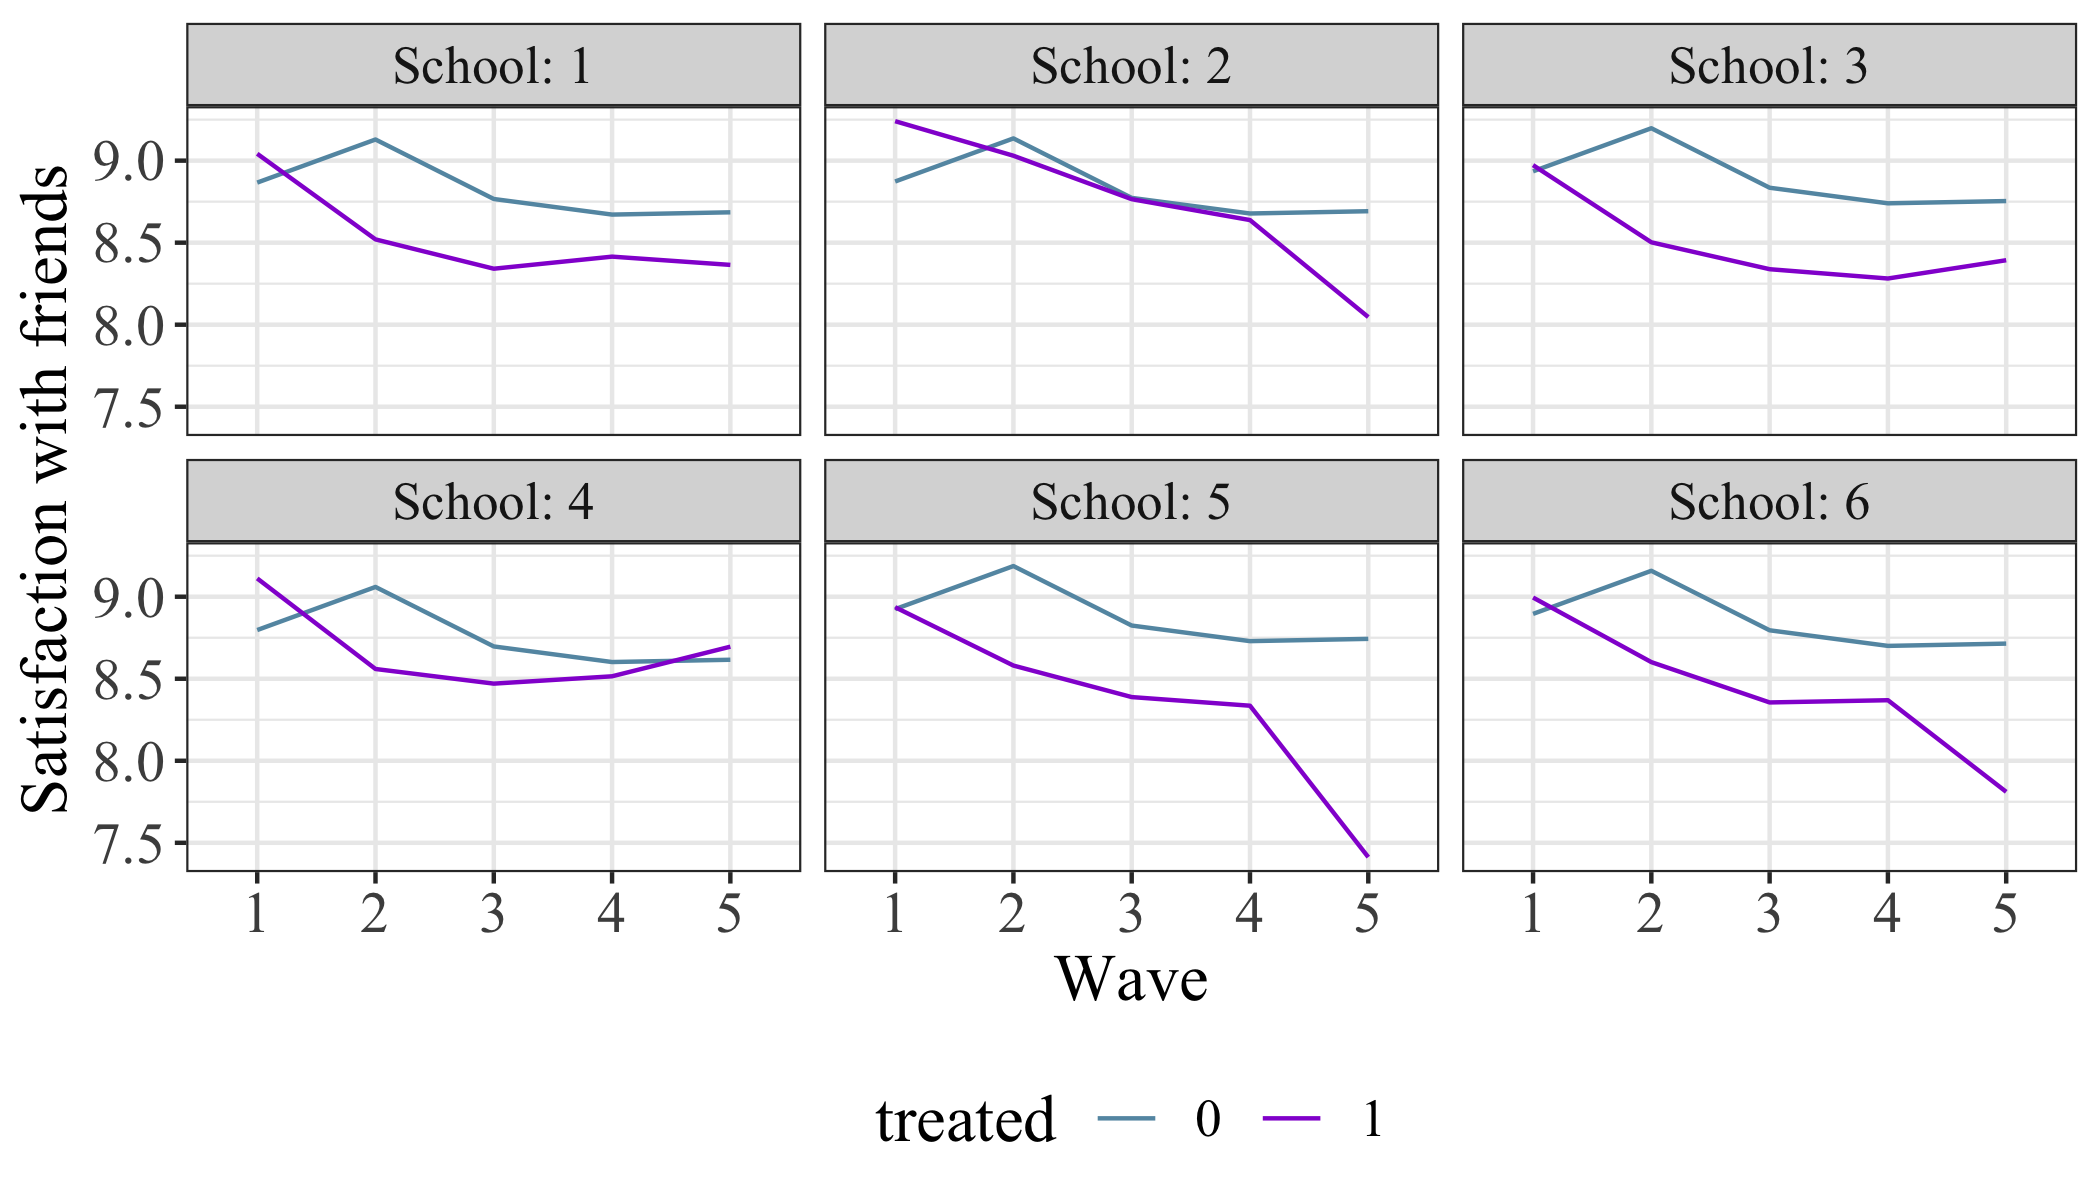 School: 1 School: 2 School: 3
9.0
8.5
8.0
7.5
School: 4 School: 5 School: 6
9.0
8.5
8.0
7.5
Satisfaction with friends
1 2 3 4 5 1 2 3 4 5 1 2 3 4 5
Wave
treated 0 1